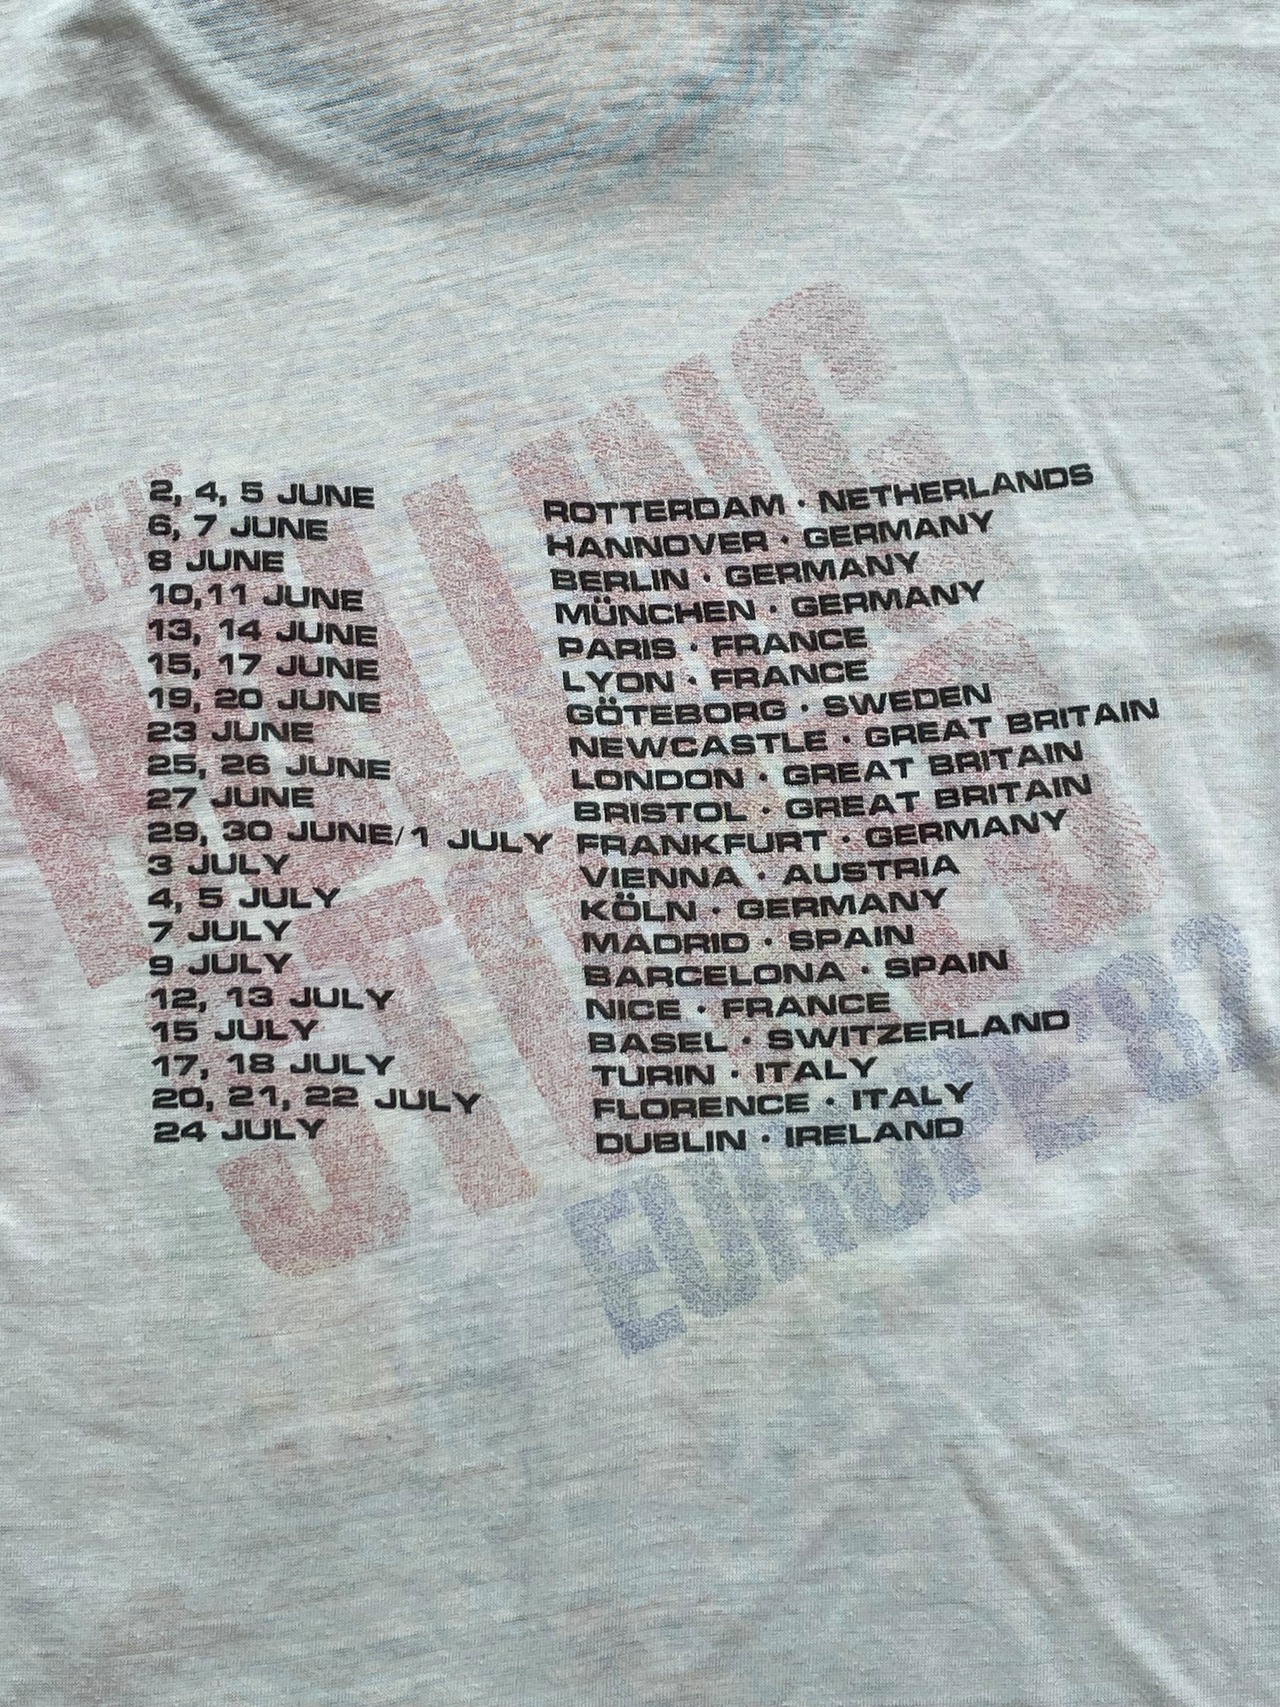 THE
ROLLING
STONES
EUROPE '82
2, 4, 5 JUNE ROTTERDAM · NETHERLANDS
6, 7 JUNE HANNOVER · GERMANY
8 JUNE BERLIN · GERMANY
10,11 JUNE MÜNCHEN · GERMANY
13, 14 JUNE PARIS · FRANCE
15, 17 JUNE LYON · FRANCE
19, 20 JUNE GÖTEBORG · SWEDEN
23 JUNE NEWCASTLE · GREAT BRITAIN
25, 26 JUNE LONDON · GREAT BRITAIN
27 JUNE BRISTOL · GREAT BRITAIN
29, 30 JUNE/1 JULY FRANKFURT · GERMANY
3 JULY VIENNA · AUSTRIA
4, 5 JULY KÖLN · GERMANY
7 JULY MADRID · SPAIN
9 JULY BARCELONA · SPAIN
12, 13 JULY NICE · FRANCE
15 JULY BASEL · SWITZERLAND
17, 18 JULY TURIN · ITALY
20, 21, 22 JULY FLORENCE · ITALY
24 JULY DUBLIN · IRELAND